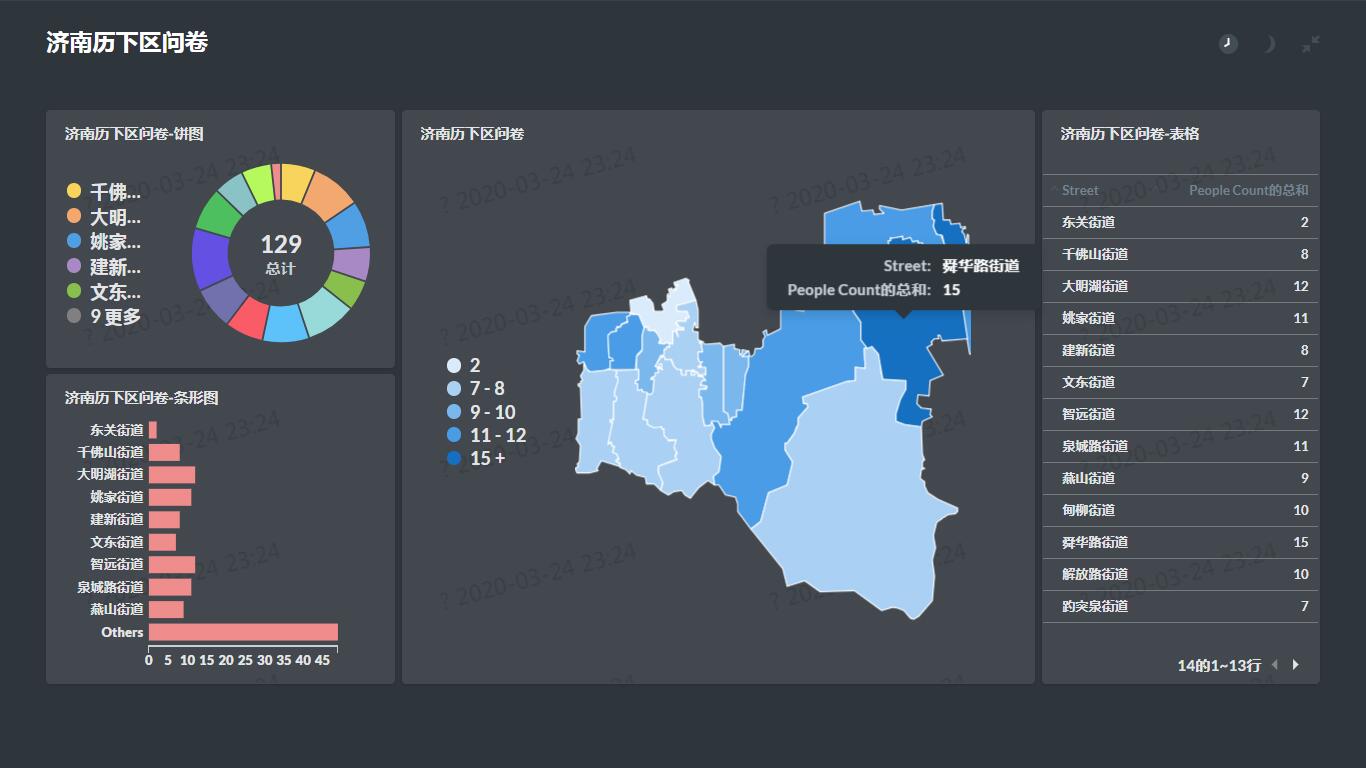 济南历下区问卷
济南历下区问卷-饼图
千佛...
大明...
姚家...
建新...
文东...
9 更多
129
总计
济南历下区问卷-条形图
东关街道
千佛山街道
大明湖街道
姚家街道
建新街道
文东街道
智远街道
泉城路街道
燕山街道
Others
0 5 10 15 20 25 30 35 40 45
济南历下区问卷
2
7 - 8
9 - 10
11 - 12
15 +
Street: 舜华路街道
People Count的总和: 15
济南历下区问卷-表格
Street People Count的总和
东关街道 2
千佛山街道 8
大明湖街道 12
姚家街道 11
建新街道 8
文东街道 7
智远街道 12
泉城路街道 11
燕山街道 9
甸柳街道 10
舜华路街道 15
解放路街道 10
趵突泉街道 7
14的1~13行
? 2020-03-24 23:24